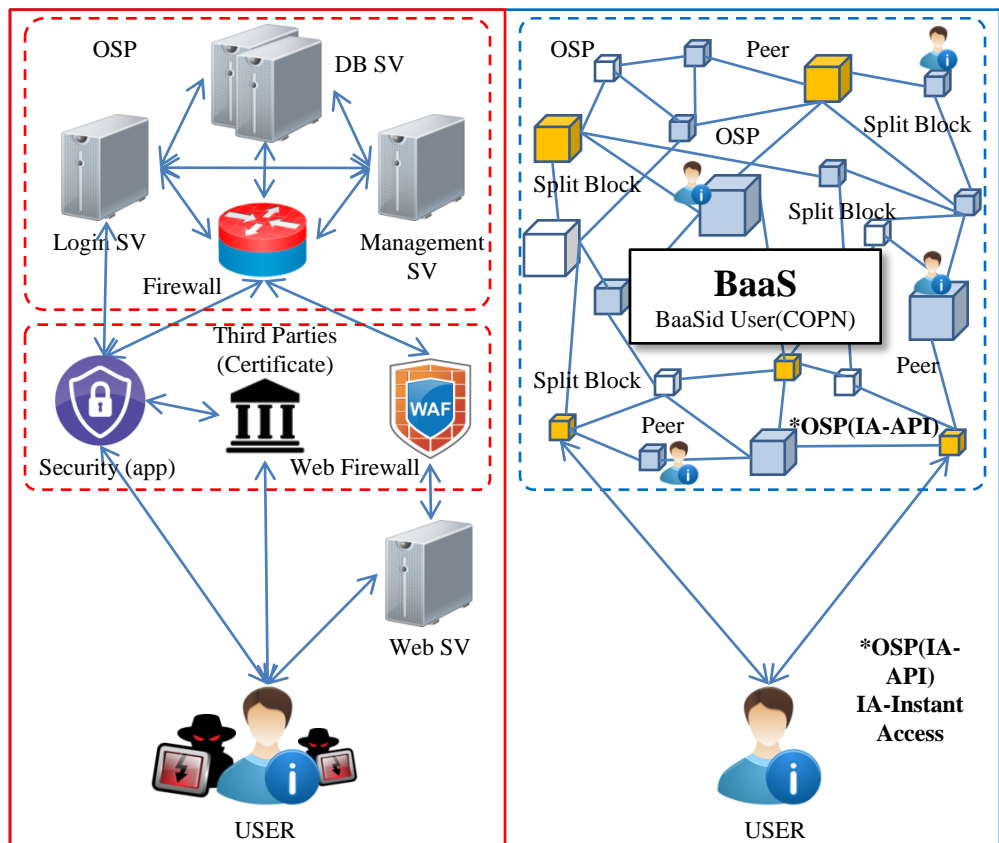 OSP
DB SV
Login SV
Management
SV
Firewall
Third Parties
(Certificate)
WAF
Security (app)
Web Firewall
Web SV
USER
OSP
Peer
Split Block
OSP
Split Block
Split Block
BaaS
BaaSid User(COPN)
Peer
Split Block
Peer
*OSP(IA-API)
*OSP(IA-
API)
IA-Instant
Access
USER